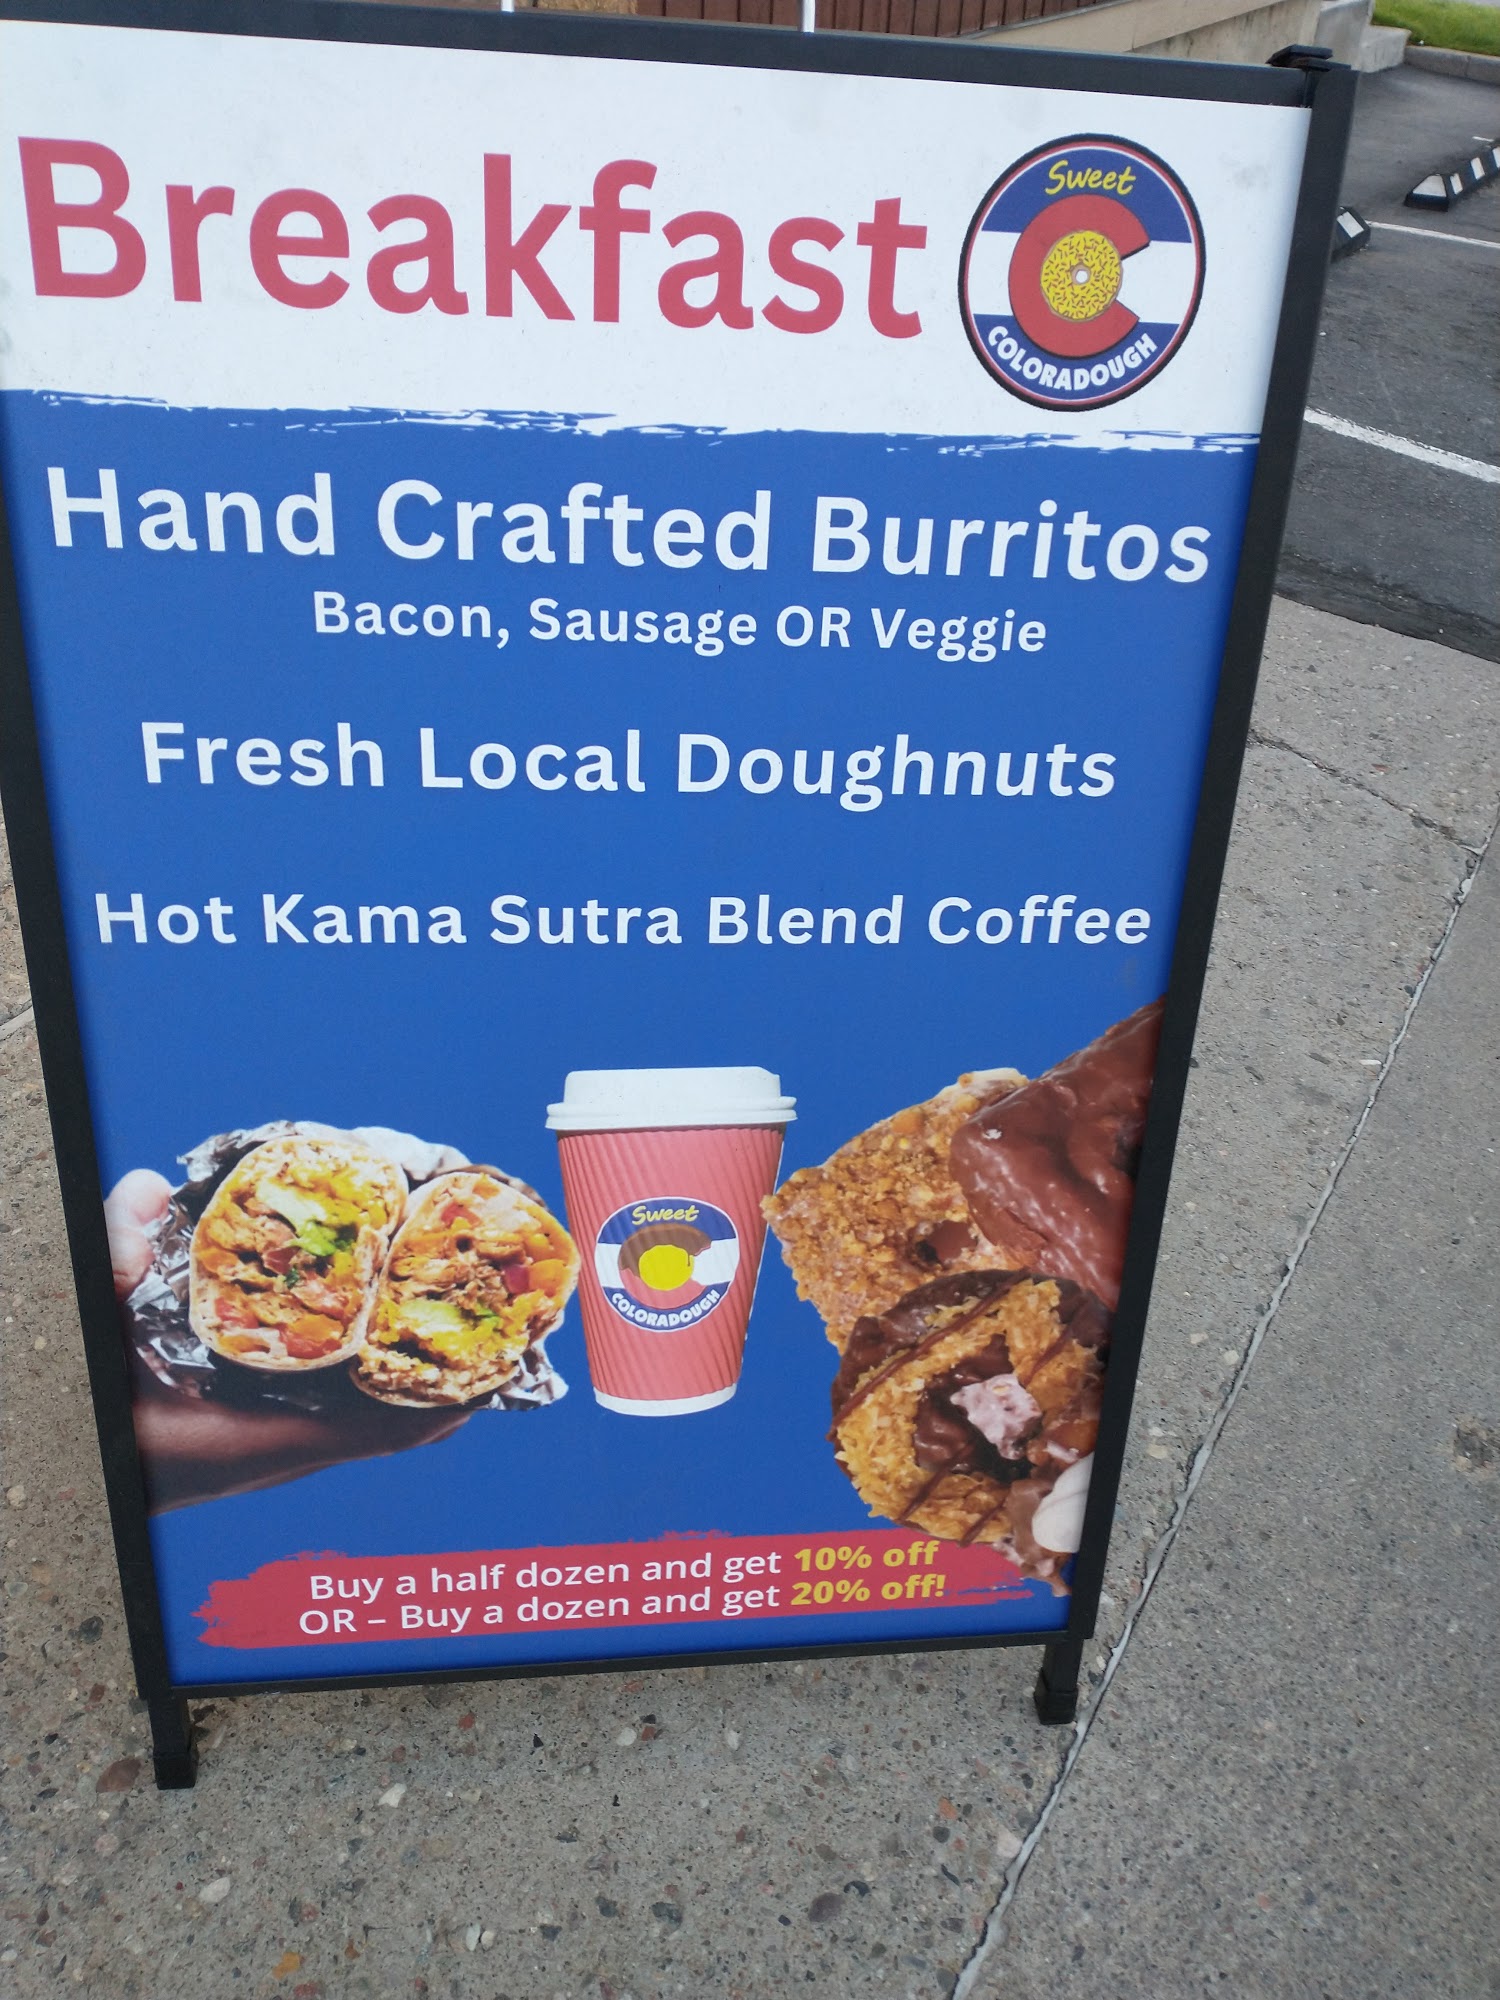 Breakfast
Sweet
COLORADOUGH
Hand Crafted Burritos
Bacon, Sausage OR Veggie
Fresh Local Doughnuts
Hot Kama Sutra Blend Coffee
Sweet
COLORADOUGH
Buy a half dozen and get 10% off
OR – Buy a dozen and get 20% off!